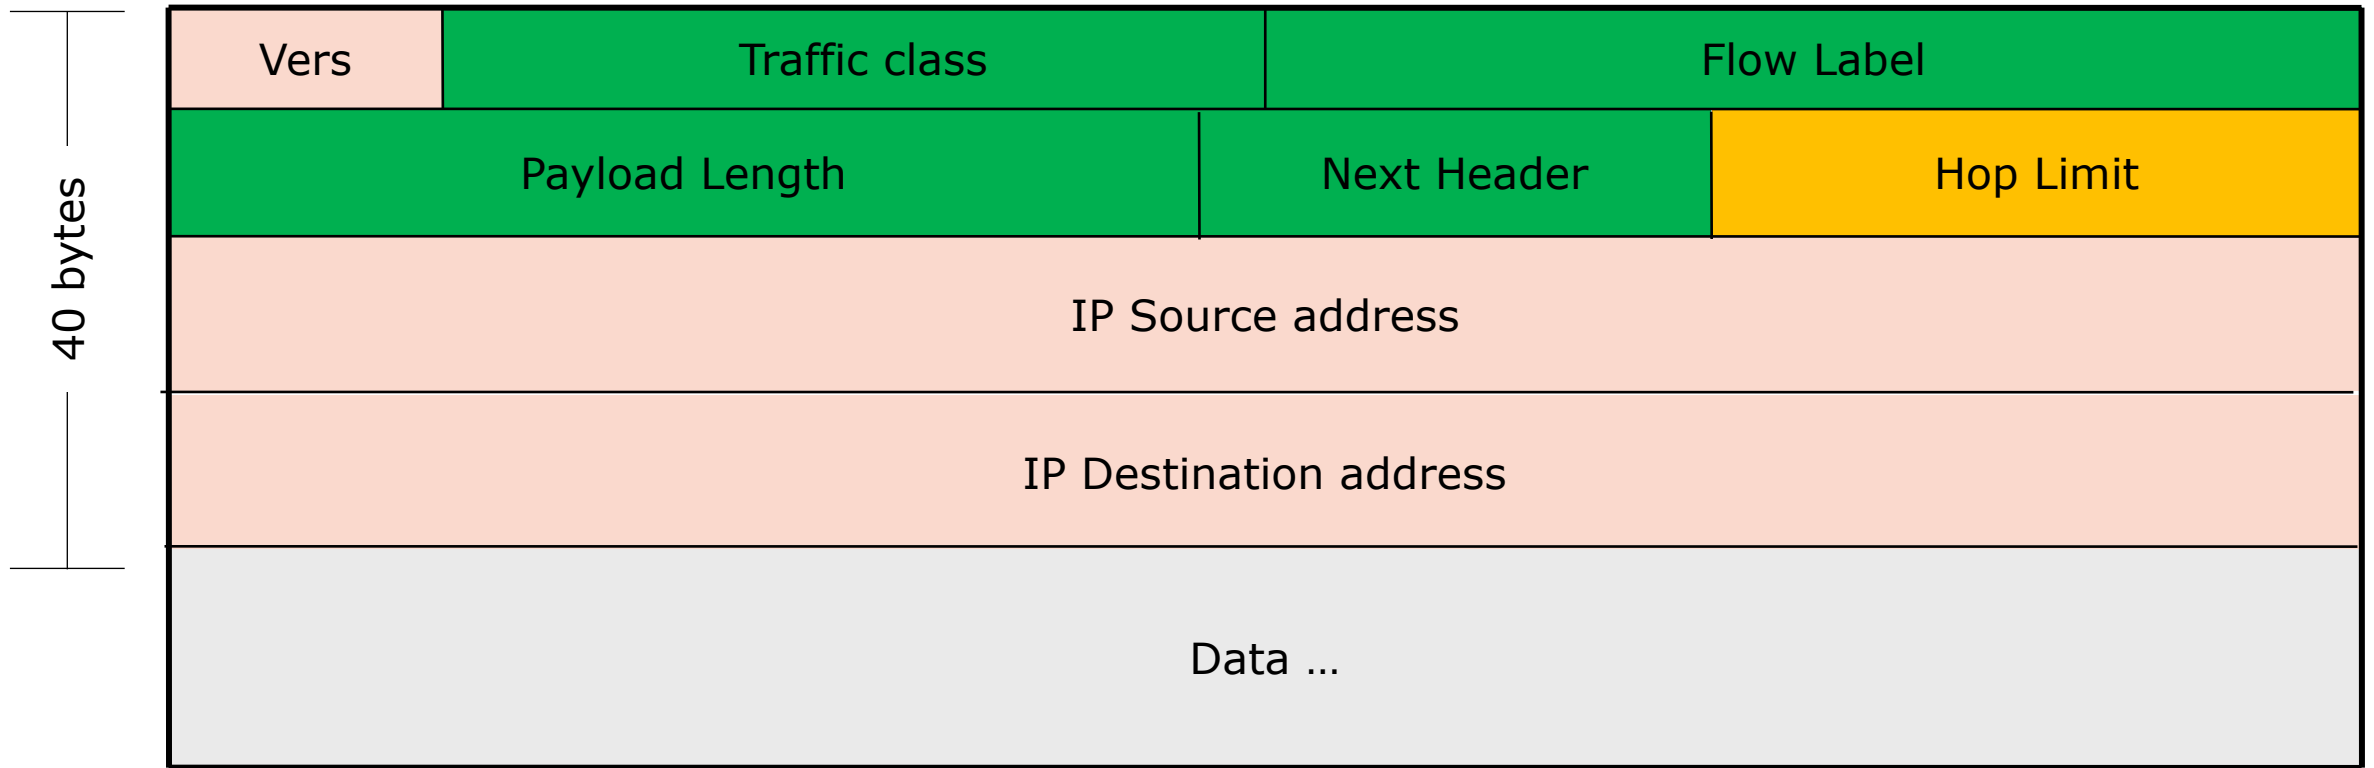 Vers
Traffic class
Flow Label
Payload Length
Next Header
Hop Limit
40 bytes
IP Source address
IP Destination address
Data ...